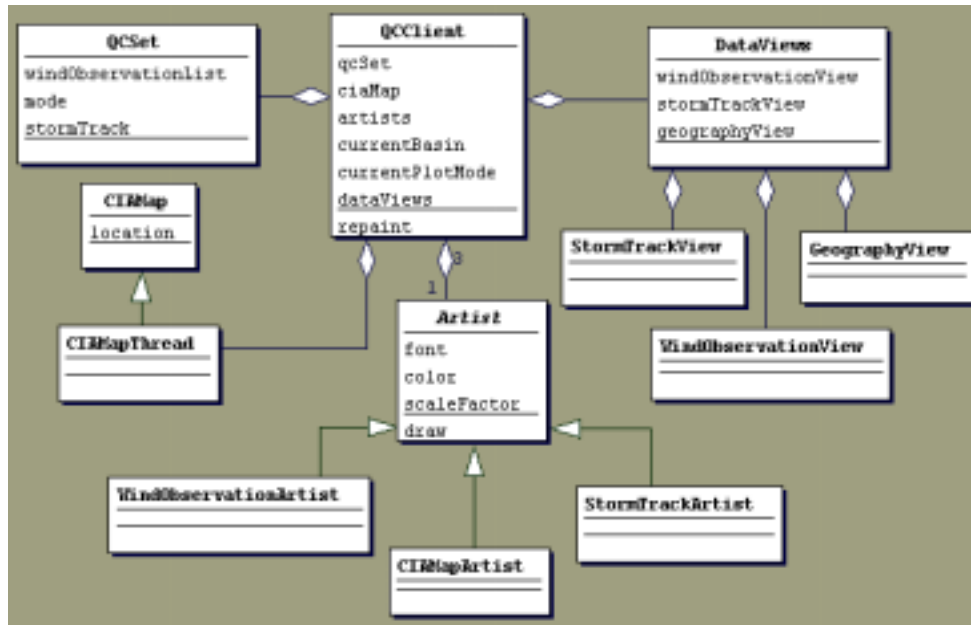 QCSet
windObservationList
mode
stormTrack
QCClient
qcSet
ciaMap
artists
currentBasin
currentPlotMode
dataViews
repaint
DataViews
windObservationView
stormTrackView
geographyView
CIAMap
location
StormTrackView
GeographyView
3
1
CIAMapThread
Artist
font
color
scaleFactor
draw
WindObservationView
WindObservationArtist
StormTrackArtist
CIAMapArtist